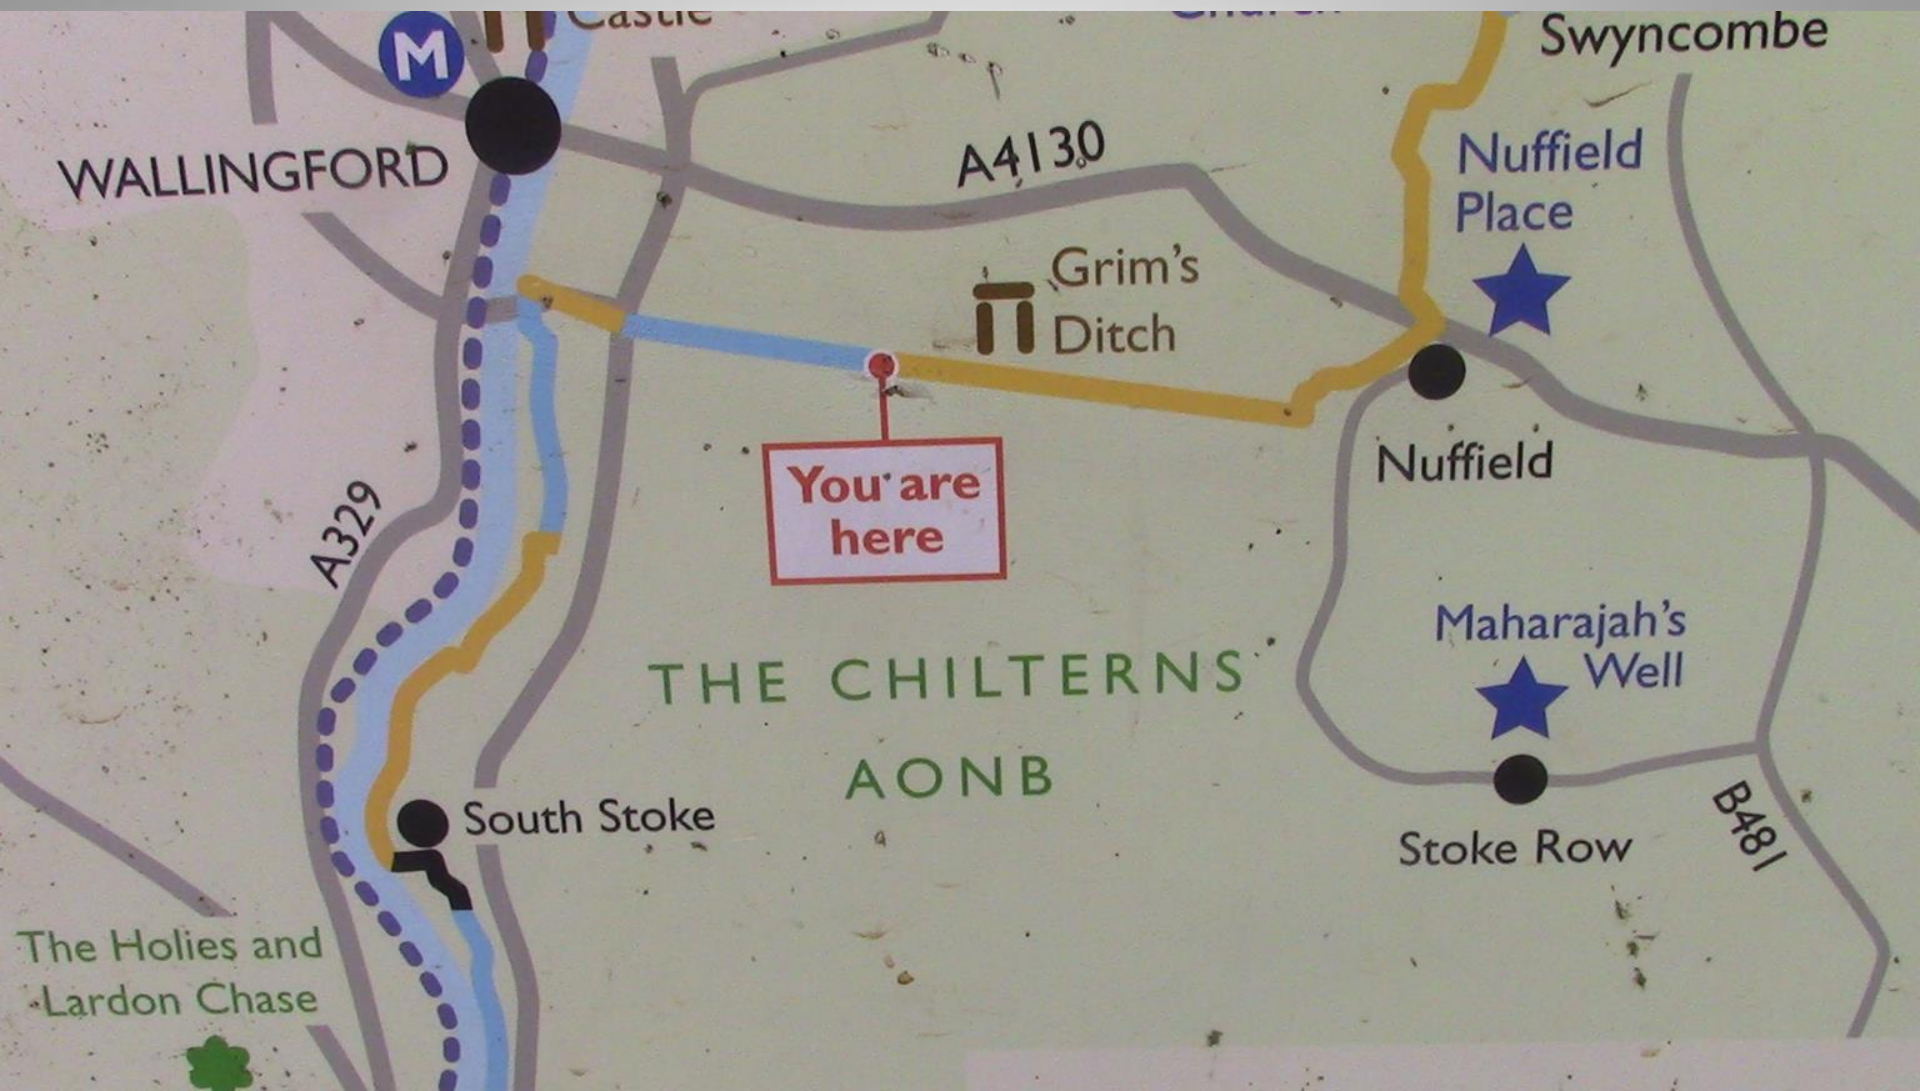 Castle
Swyncombe
M
WALLINGFORD
A4130
Nuffield
Place
Grim's
Ditch
You are
here
Nuffield
A329
THE CHILTERNS
AONB
Maharajah's
Well
South Stoke
Stoke Row
B481
The Holies and
Lardon Chase